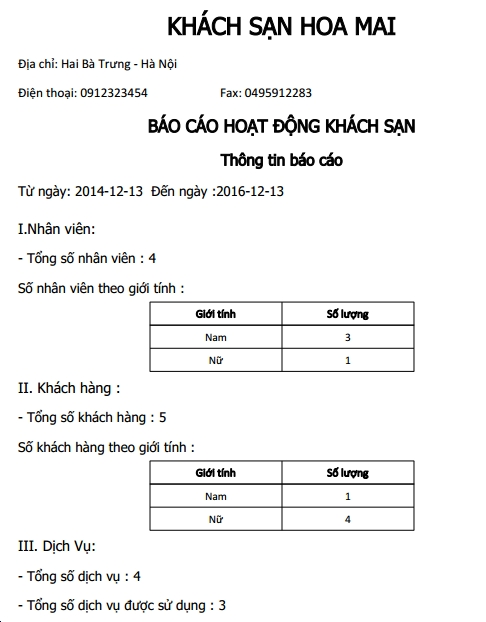 KHÁCH SẠN HOA MAI
Địa chỉ: Hai Bà Trưng - Hà Nội
Điện thoại: 0912323454 Fax: 0495912283
BÁO CÁO HOẠT ĐỘNG KHÁCH SẠN
Thông tin báo cáo
Từ ngày: 2014-12-13 Đến ngày :2016-12-13
I.Nhân viên:
- Tổng số nhân viên : 4
Số nhân viên theo giới tính :
Giới tính Số lượng
Nam 3
Nữ 1
II. Khách hàng :
- Tổng số khách hàng : 5
Số khách hàng theo giới tính :
Giới tính Số lượng
Nam 1
Nữ 4
III. Dịch Vụ:
- Tổng số dịch vụ : 4
- Tổng số dịch vụ được sử dụng : 3